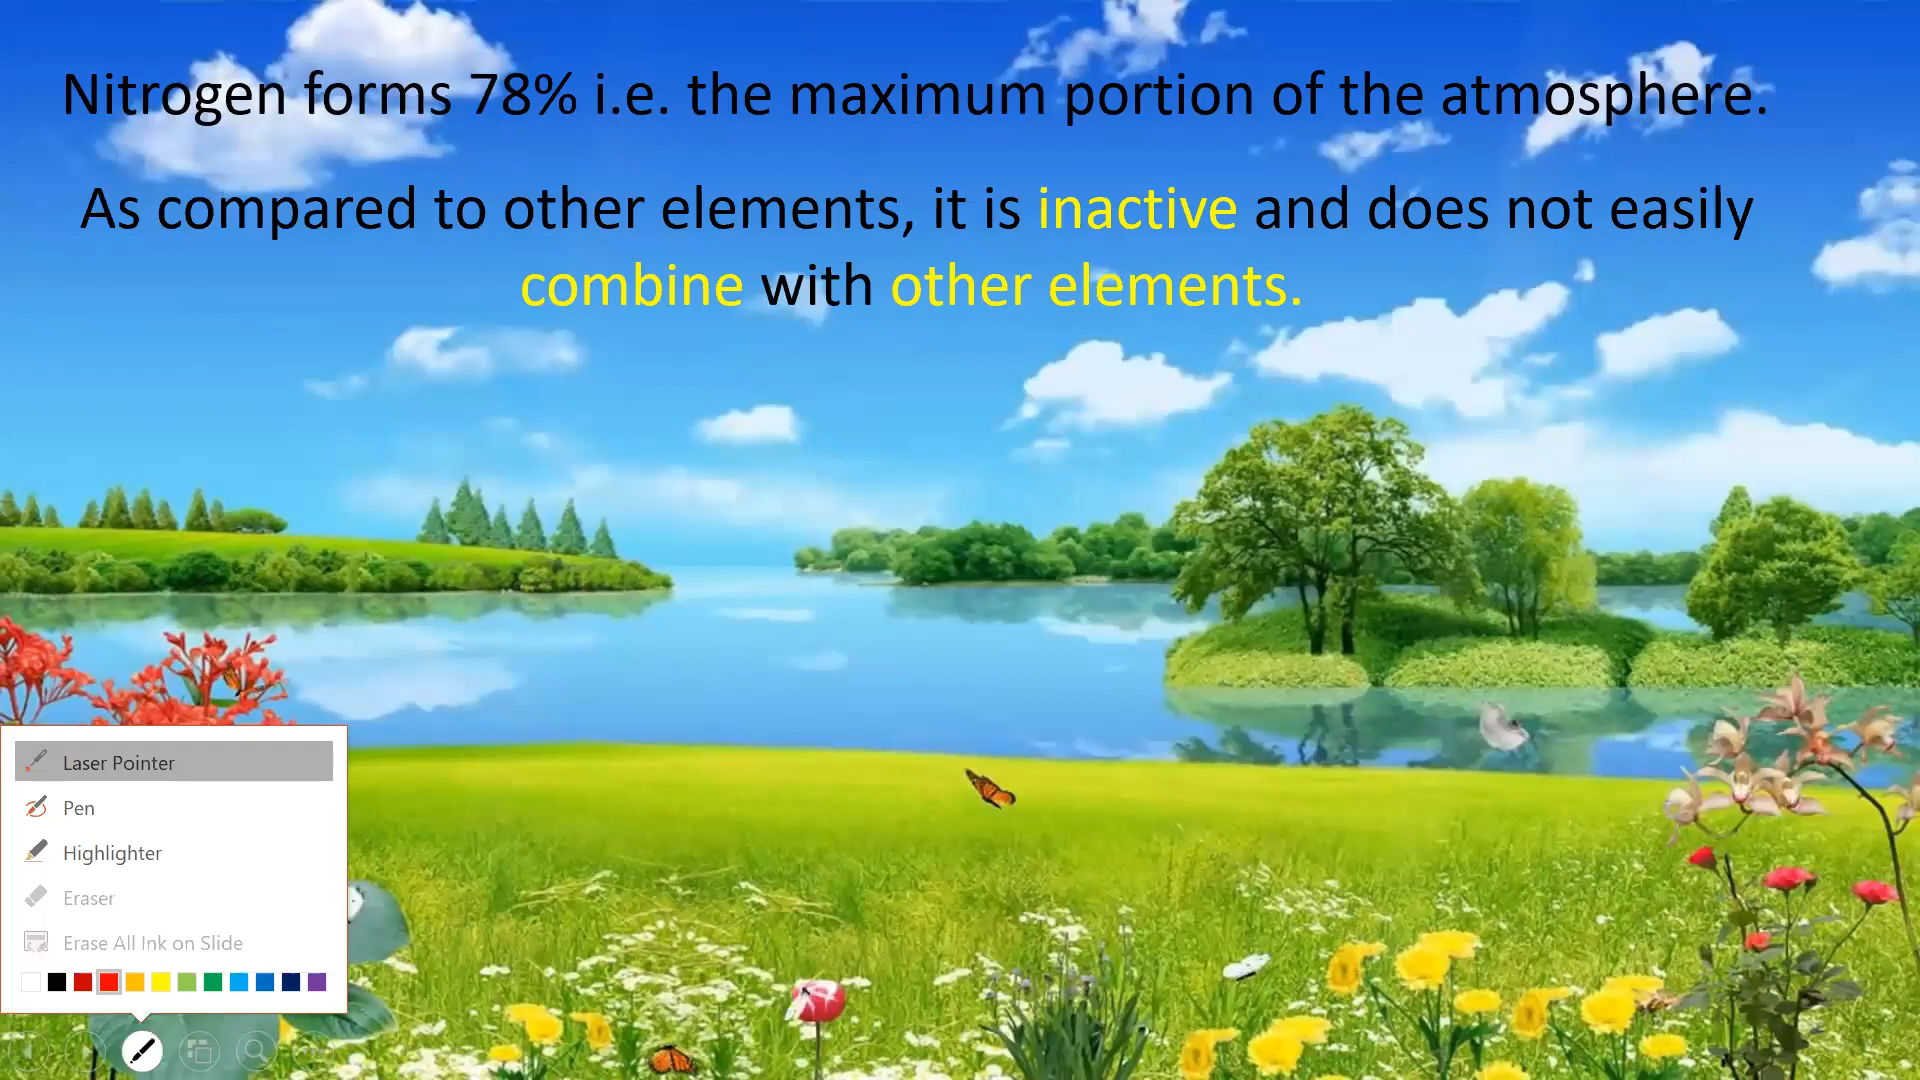 Nitrogen forms 78% i.e. the maximum portion of the atmosphere.
As compared to other elements, it is inactive and does not easily
combine with other elements.
Laser Pointer
Pen
Highlighter
Eraser
Erase All Ink on Slide